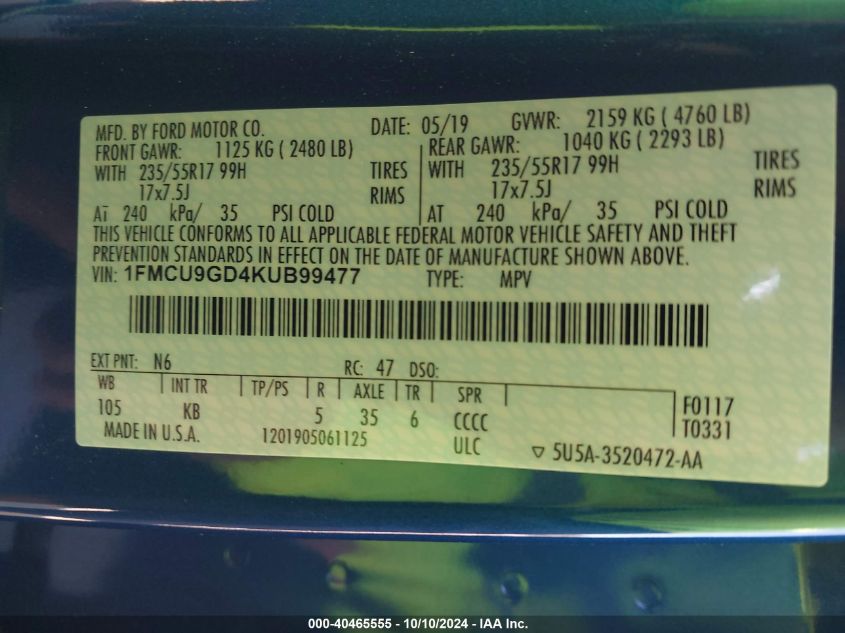 MFD. BY FORD MOTOR CO. DATE: 05/19 GVWR: 2159 KG ( 4760 LB)
FRONT GAWR: 1125 KG ( 2480 LB) REAR GAWR: 1040 KG ( 2293 LB)
WITH 235/55R17 99H TIRES WITH 235/55R17 99H TIRES
17x7.5J RIMS 17x7.5J RIMS
AT 240 kPa/ 35 PSI COLD AT 240 kPa/ 35 PSI COLD
THIS VEHICLE CONFORMS TO ALL APPLICABLE FEDERAL MOTOR VEHICLE SAFETY AND THEFT
PREVENTION STANDARDS IN EFFECT ON THE DATE OF MANUFACTURE SHOWN ABOVE.
VIN: 1FMCU9GD4KUB99477 TYPE: MPV
EXT PNT: N6 RC: 47 DSO:
WB INT TR TP/PS R AXLE TR SPR
105 KB 5 35 6 CCCC F0117
MADE IN U.S.A. 1201905061125 ULC T0331
5U5A-3520472-AA
000-40465555 - 10/10/2024 - IAA Inc.